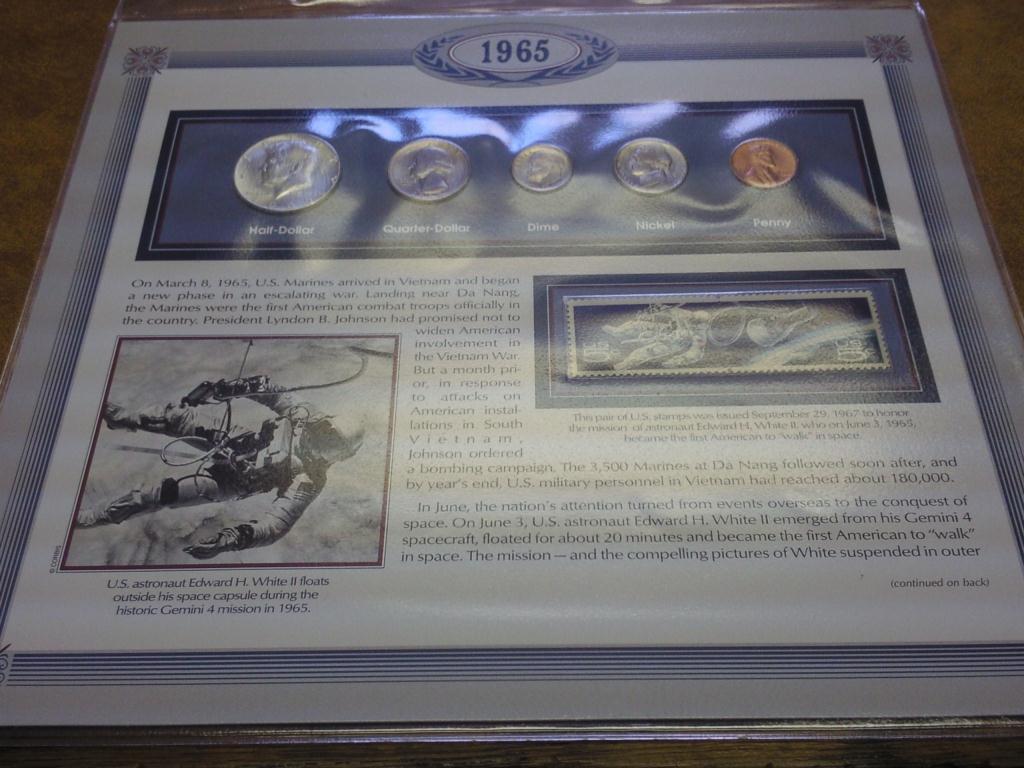 1965
Half-Dollar
Quarter-Dollar
Dime
Nickel
Penny
On March 8, 1965, U.S. Marines arrived in Vietnam and began
a new phase in an escalating war. Landing near Da Nang,
the Marines were the first American combat troops officially in
the country. President Lyndon B. Johnson had promised not to
widen American
involvement in
the Vietnam War.
But a month pri-
or, in response
to attacks on
American instal-
lations in South
Vietnam,
Johnson ordered
a bombing campaign. The 3,500 Marines at Da Nang followed soon after, and
by year's end, U.S. military personnel in Vietnam had reached about 180,000.
This pair of U.S. stamps was issued September 29, 1967 to honor
the mission of astronaut Edward H. White II, who on June 3, 1965,
became the first American to "walk" in space.
In June, the nation's attention turned from events overseas to the conquest of
space. On June 3, U.S. astronaut Edward H. White II emerged from his Gemini 4
spacecraft, floated for about 20 minutes and became the first American to "walk"
in space. The mission — and the compelling pictures of White suspended in outer
(continued on back)
U.S. astronaut Edward H. White II floats
outside his space capsule during the
historic Gemini 4 mission in 1965.